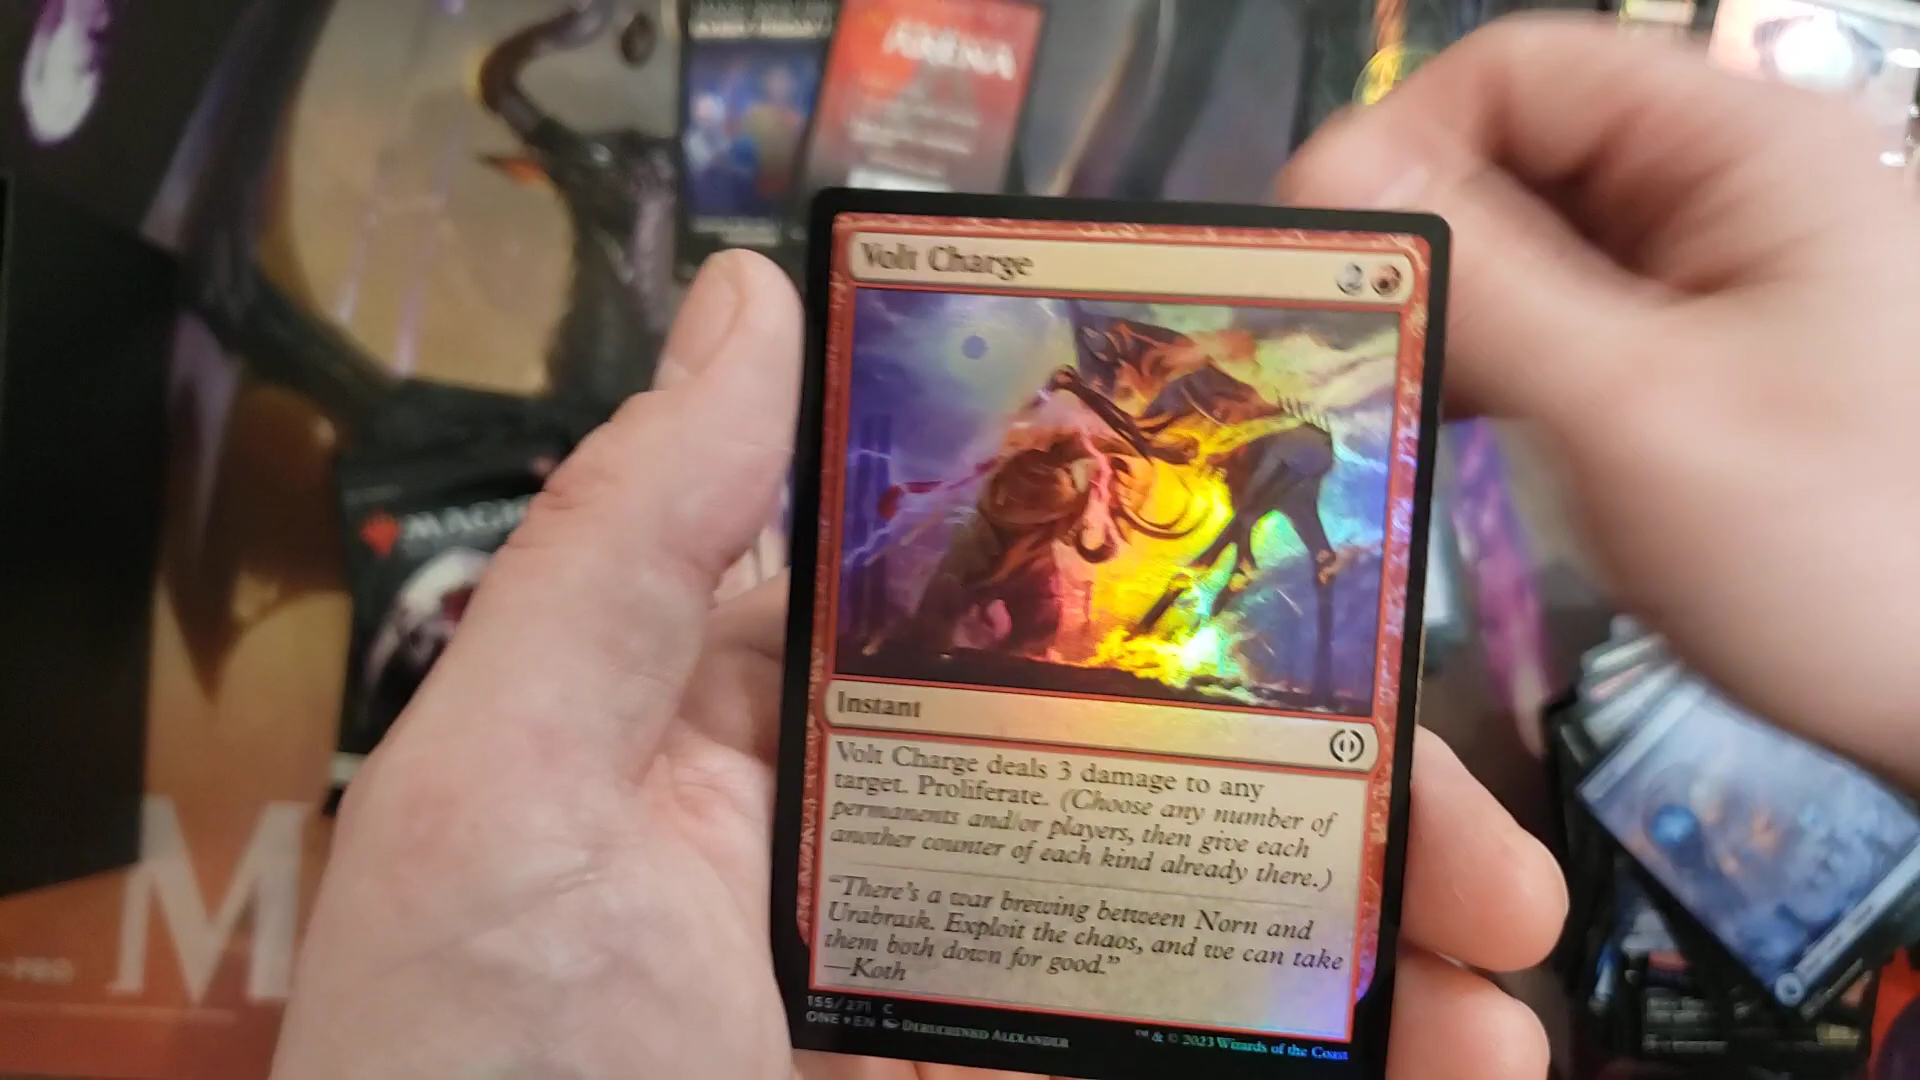 ARENA
MAGIC
Volt Charge
2
Instant
Volt Charge deals 3 damage to any
target. Proliferate. (Choose any number of
permanents and/or players, then give each
another counter of each kind already there.)
“There’s a war brewing between Norn and
Urabrask. Exploit the chaos, and we can take
them both down for good.”
—Koth
155/271 C
ONE★EN DERUCHENKO ALEXANDER
™ & © 2023 Wizards of the Coast
M